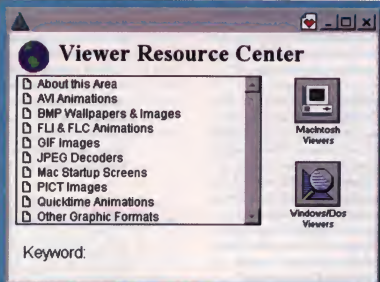 Viewer Resource Center
About this Area
AVI Animations
BMP Wallpapers & Images
FLI & FLC Animations
GIF Images
JPEG Decoders
Mac Startup Screens
PICT Images
Quicktime Animations
Other Graphic Formats
Macintosh
Viewers
Windows/Dos
Viewers
Keyword: